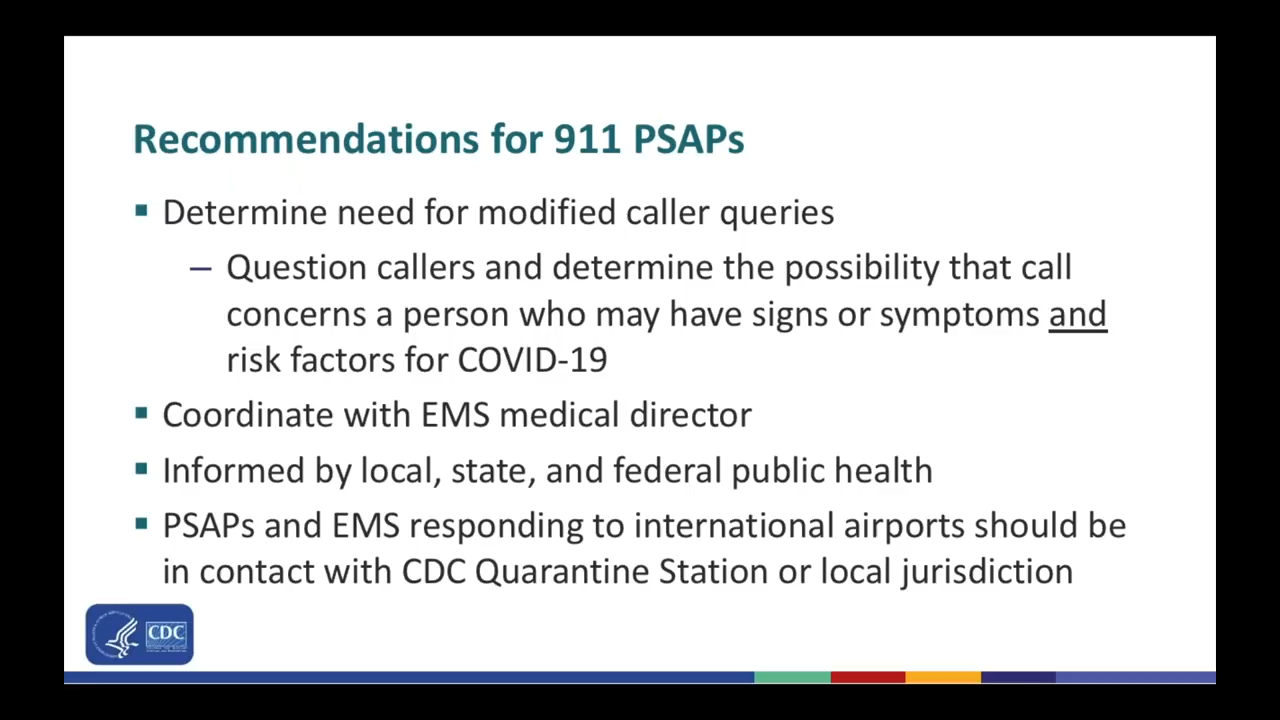 Recommendations for 911 PSAPs
▪ Determine need for modified caller queries
– Question callers and determine the possibility that call
concerns a person who may have signs or symptoms and
risk factors for COVID-19
▪ Coordinate with EMS medical director
▪ Informed by local, state, and federal public health
▪ PSAPs and EMS responding to international airports should be
in contact with CDC Quarantine Station or local jurisdiction
CDC